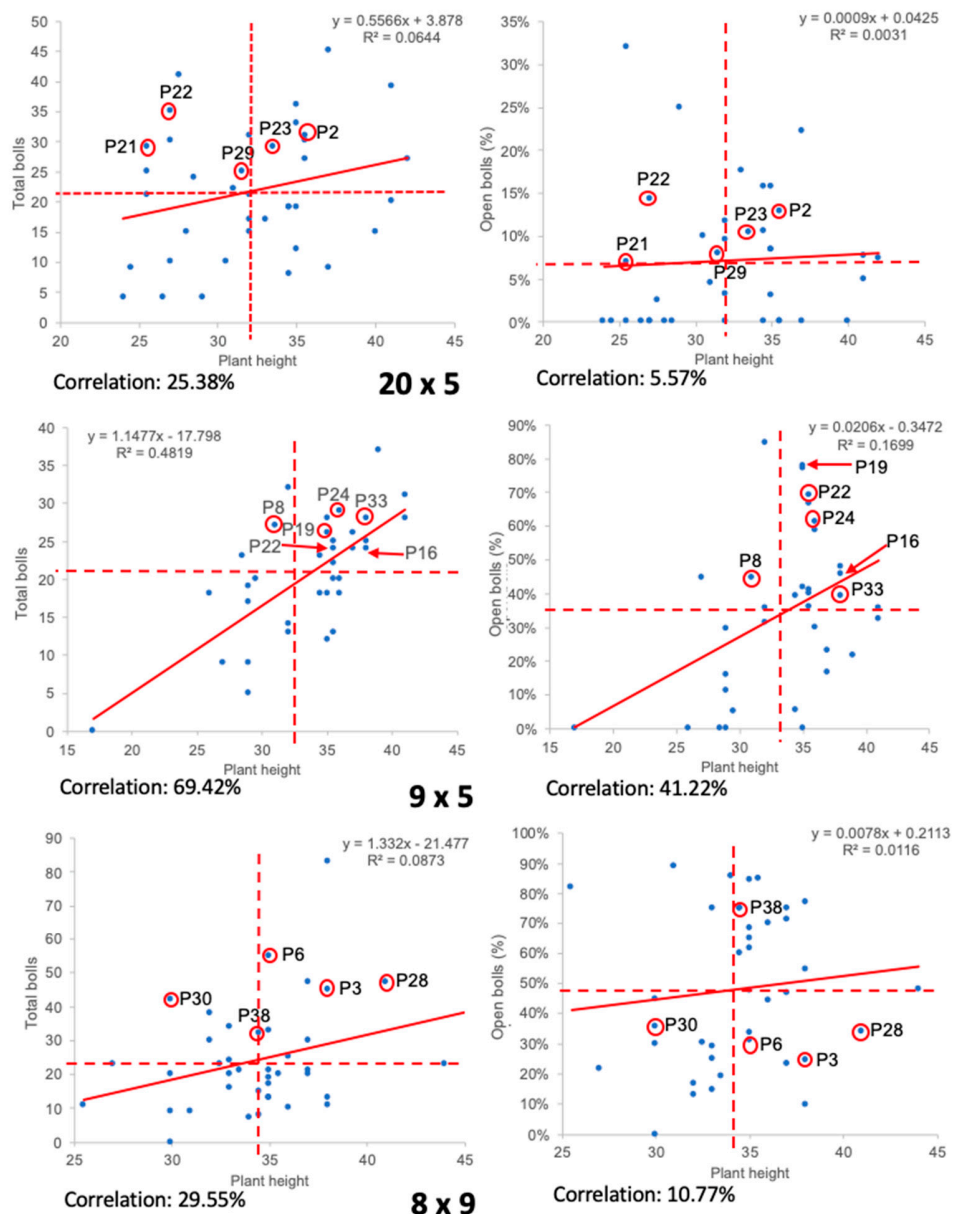 y = 0.5566x + 3.878
R² = 0.0644
50
45
40
35
30
25
20
15
10
5
0
Total bolls
P22
P21
P29
P23
P2
20 25 30 35 40 45
Plant height
Correlation: 25.38%
y = 0.0009x + 0.0425
R² = 0.0031
35%
30%
25%
20%
15%
10%
5%
0%
Open bolls (%)
P22
P21
P23
P2
P29
20 25 30 35 40 45
Plant height
5.57%
20 x 5
y = 1.1477x - 17.798
R² = 0.4819
40
35
30
25
20
15
10
5
0
Total bolls
P8
P24
P33
P19
P22
P16
15 20 25 30 35 40 45
Plant height
Correlation: 69.42%
y = 0.0206x - 0.3472
R² = 0.1699
90%
80%
70%
60%
50%
40%
30%
20%
10%
0%
Open bolls (%)
P19
P22
P24
P16
P8
P33
15 20 25 30 35 40 45
Plant height
Correlation: 41.22%
9 x 5
y = 1.332x - 21.477
R² = 0.0873
90
80
70
60
50
40
30
20
10
0
Total bolls
P6
P30
P3
P28
P38
25 30 35 40 45
Plant height
Correlation: 29.55%
y = 0.0078x + 0.2113
R² = 0.0116
100%
90%
80%
70%
60%
50%
40%
30%
20%
10%
0%
Open bolls (%)
P38
P30
P6
P28
P3
25 30 35 40 45
Plant height
Correlation: 10.77%
8 x 9